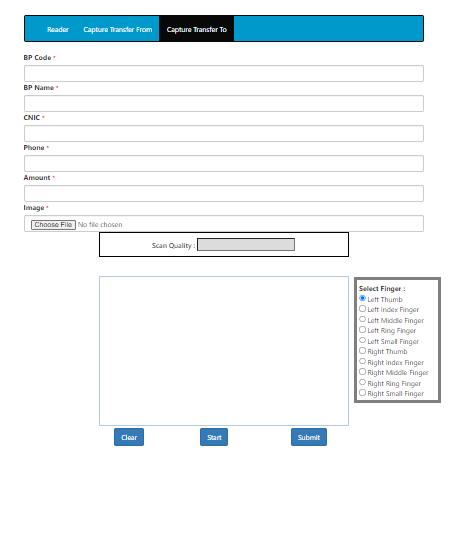 Reader Capture Transfer From Capture Transfer To
BP Code *
BP Name *
CNIC *
Phone *
Amount *
Image *
Choose File No file chosen
Scan Quality :
Select Finger :
Left Thumb
Left Index Finger
Left Middle Finger
Left Ring Finger
Left Small Finger
Right Thumb
Right Index Finger
Right Middle Finger
Right Ring Finger
Right Small Finger
Clear Start Submit